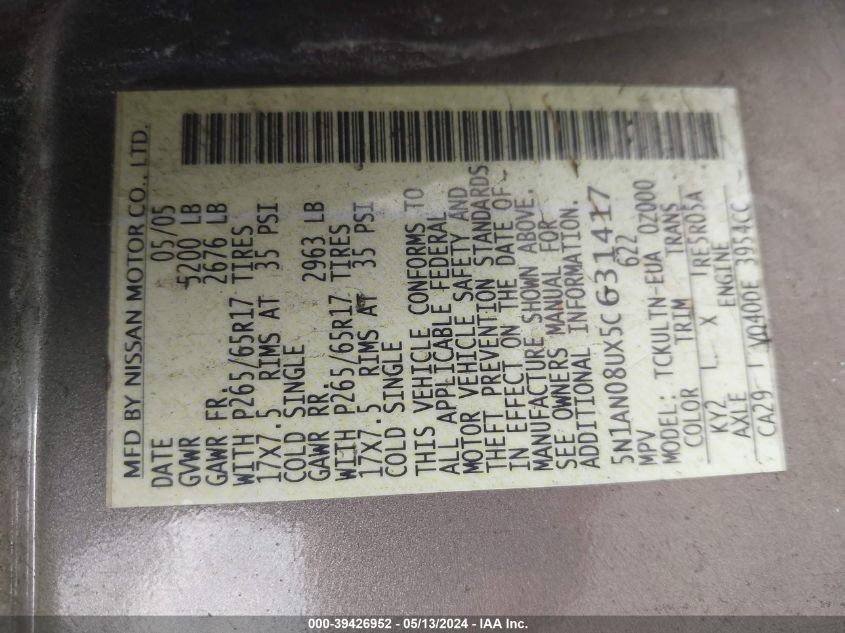 MFD BY NISSAN MOTOR CO., LTD.
DATE 05/05
GVWR 5200 LB
GAWR FR. 2676 LB
WITH P265/65R17 TIRES
17X7.5 RIMS AT 35 PSI
COLD SINGLE
GAWR RR. 2963 LB
WITH P265/65R17 TIRES
17X7.5 RIMS AT 35 PSI
COLD SINGLE
THIS VEHICLE CONFORMS TO
ALL APPLICABLE FEDERAL
MOTOR VEHICLE SAFETY AND
THEFT PREVENTION STANDARDS
IN EFFECT ON THE DATE OF
MANUFACTURE SHOWN ABOVE.
SEE OWNERS MANUAL FOR
ADDITIONAL INFORMATION.
5N1AN08UX5C631417
MPV 622
MODEL: TCKULTN-EUA 0Z000
COLOR TRIM TRANS
KY2 L X RE5R05A
AXLE ENGINE
CA29 VQ40DE 3954CC
000-39426952 - 05/13/2024 - IAA Inc.